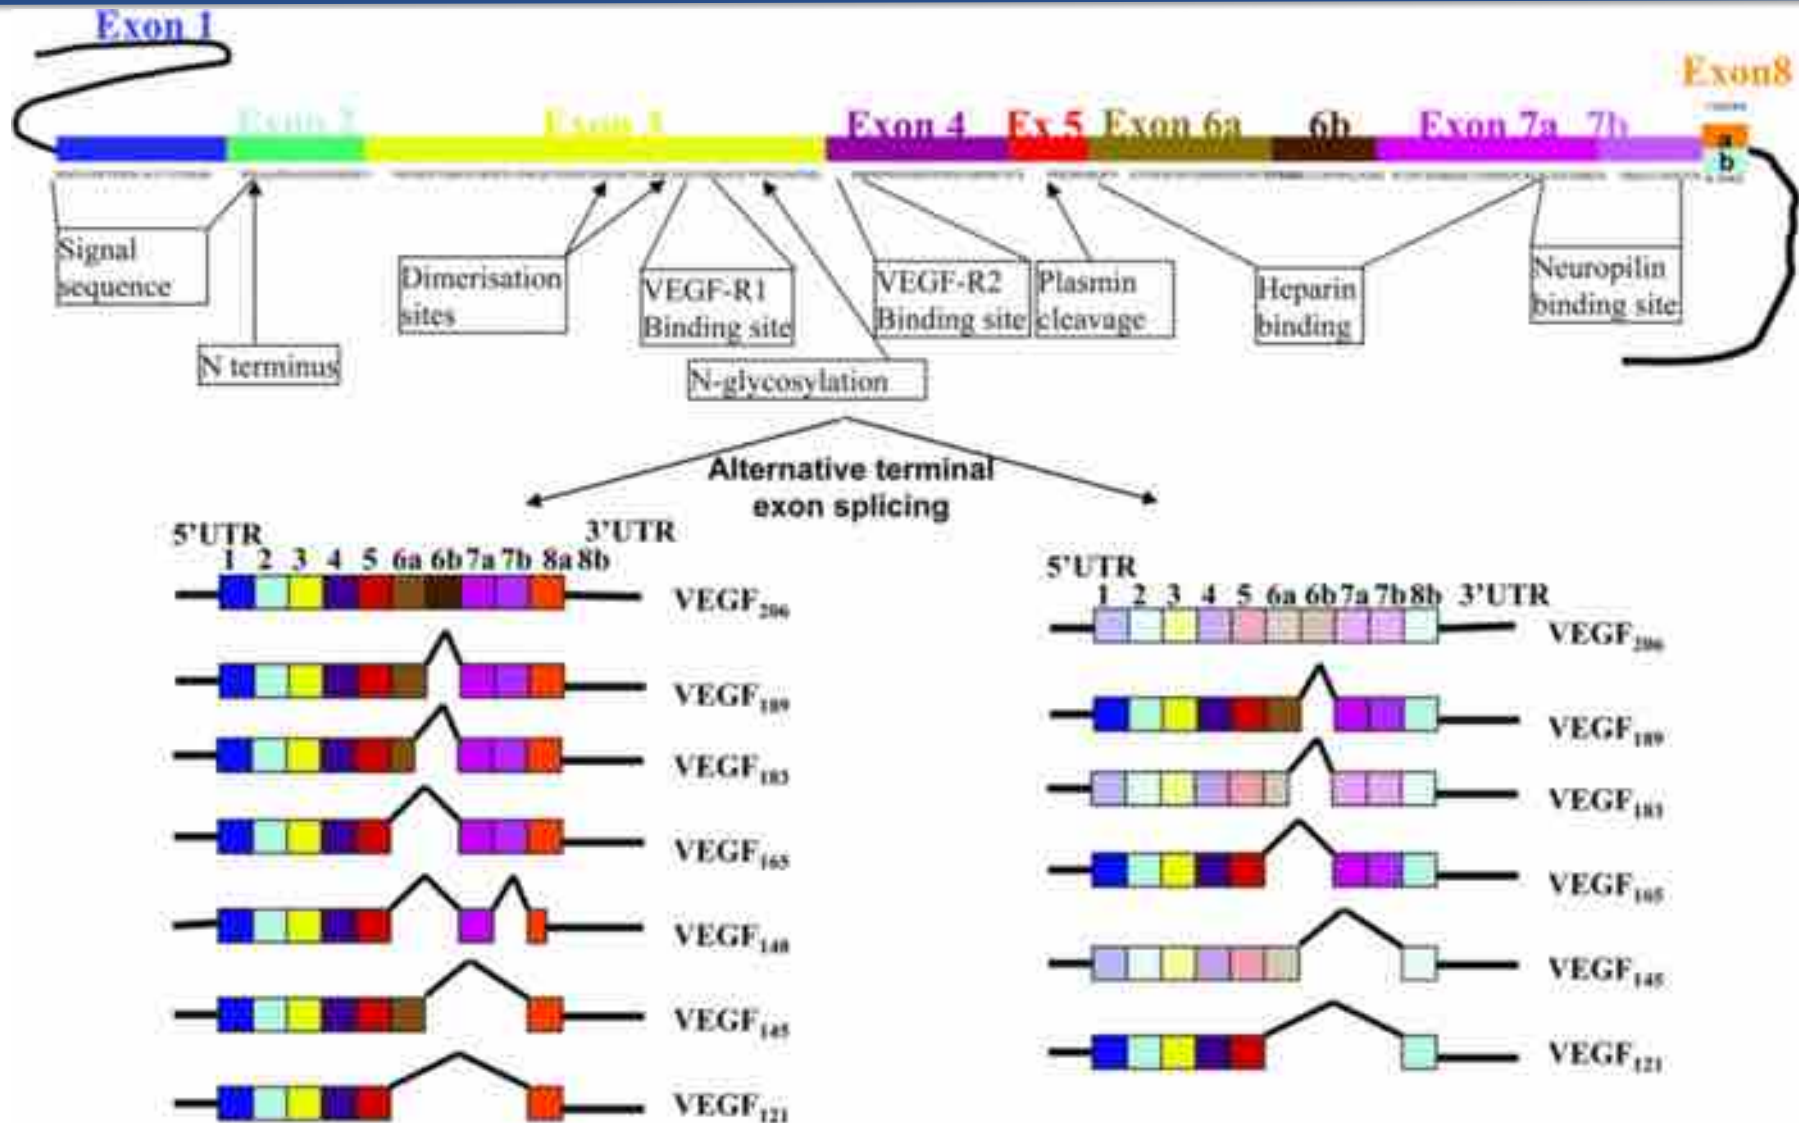 Exon 1
Exon8
Exon 2
Exon 3
Exon 4
Ex 5
Exon 6a
6b
Exon 7a
7b
a
b
Signal
sequence
N terminus
Dimerisation
sites
VEGF-R1
Binding site
N-glycosylation
VEGF-R2
Binding site
Plasmin
cleavage
Heparin
binding
Neuropilin
binding site
Alternative terminal
exon splicing
5'UTR
3'UTR
1 2 3 4 5 6a 6b 7a 7b 8a 8b
VEGF206
VEGF189
VEGF183
VEGF165
VEGF148
VEGF145
VEGF121
5'UTR
1 2 3 4 5 6a 6b 7a 7b 8b 3'UTR
VEGF206
VEGF189
VEGF183
VEGF165
VEGF145
VEGF121